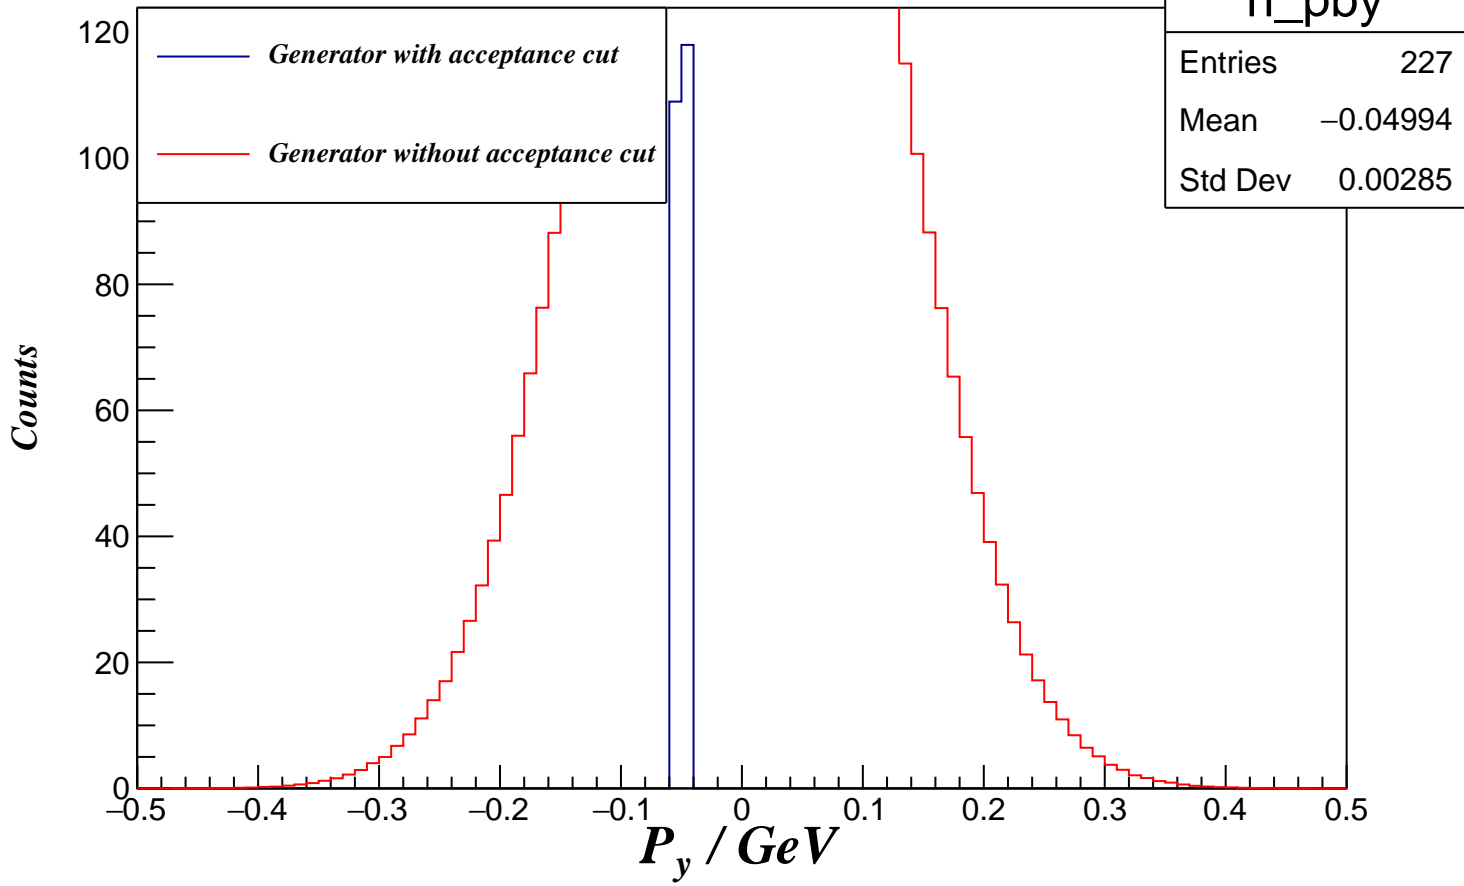 h_pby
Entries 227
Mean −0.04994
Std Dev 0.00285
Generator with acceptance cut
Generator without acceptance cut
120
100
80
60
40
20
0
Counts
−0.5 −0.4 −0.3 −0.2 −0.1 0 0.1 0.2 0.3 0.4 0.5
P_y / GeV